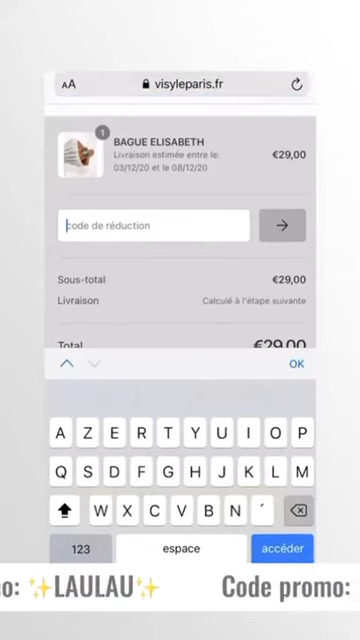 AA visyleparis.fr
1
BAGUE ELISABETH
Livraison estimée entre le:
03/12/20 et le 08/12/20
€29,00
code de réduction
Sous-total €29,00
Livraison Calculé à l'étape suivante
Total €29,00
OK
A Z E R T Y U I O P
Q S D F G H J K L M
W X C V B N ´
123 espace accéder
o: ✨LAULAU✨ Code promo: